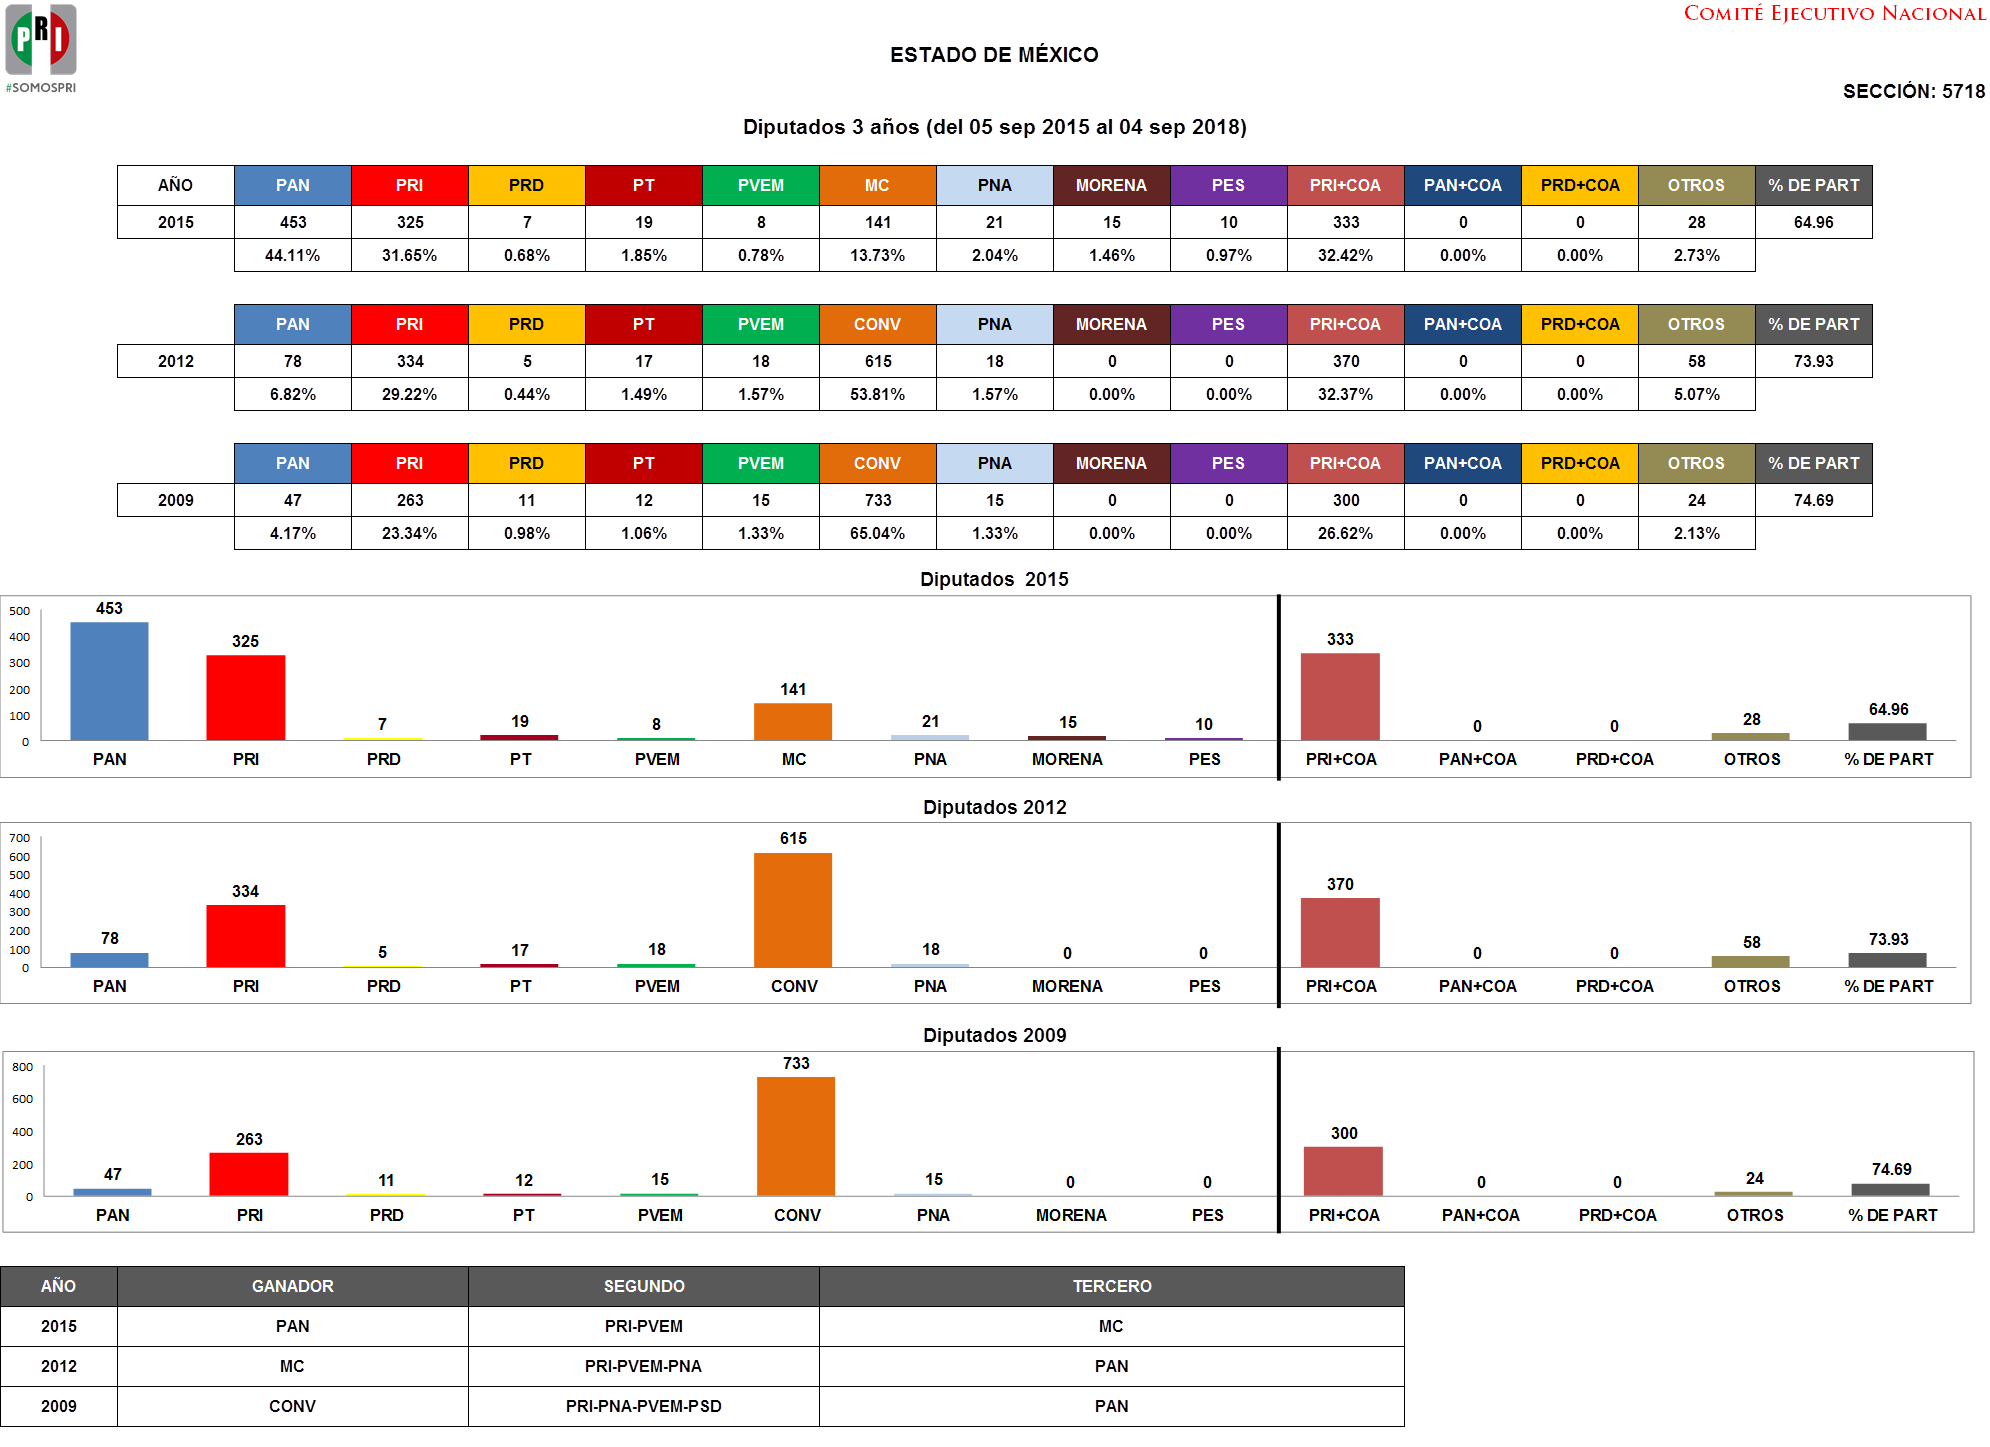 PRI
#SOMOSPRI
COMITÉ EJECUTIVO NACIONAL
ESTADO DE MÉXICO
SECCIÓN: 5718
Diputados 3 años (del 05 sep 2015 al 04 sep 2018)
AÑO PAN PRI PRD PT PVEM MC PNA MORENA PES PRI+COA PAN+COA PRD+COA OTROS % DE PART
2015 453 325 7 19 8 141 21 15 10 333 0 0 28 64.96
44.11% 31.65% 0.68% 1.85% 0.78% 13.73% 2.04% 1.46% 0.97% 32.42% 0.00% 0.00% 2.73%
PAN PRI PRD PT PVEM CONV PNA MORENA PES PRI+COA PAN+COA PRD+COA OTROS % DE PART
2012 78 334 5 17 18 615 18 0 0 370 0 0 58 73.93
6.82% 29.22% 0.44% 1.49% 1.57% 53.81% 1.57% 0.00% 0.00% 32.37% 0.00% 0.00% 5.07%
PAN PRI PRD PT PVEM CONV PNA MORENA PES PRI+COA PAN+COA PRD+COA OTROS % DE PART
2009 47 263 11 12 15 733 15 0 0 300 0 0 24 74.69
4.17% 23.34% 0.98% 1.06% 1.33% 65.04% 1.33% 0.00% 0.00% 26.62% 0.00% 0.00% 2.13%
Diputados 2015
500
400
300
200
100
0
453 325 7 19 8 141 21 15 10 333 0 0 28 64.96
PAN PRI PRD PT PVEM MC PNA MORENA PES PRI+COA PAN+COA PRD+COA OTROS % DE PART
Diputados 2012
700
600
500
400
300
200
100
0
78 334 5 17 18 615 18 0 0 370 0 0 58 73.93
PAN PRI PRD PT PVEM CONV PNA MORENA PES PRI+COA PAN+COA PRD+COA OTROS % DE PART
Diputados 2009
800
600
400
200
0
47 263 11 12 15 733 15 0 0 300 0 0 24 74.69
PAN PRI PRD PT PVEM CONV PNA MORENA PES PRI+COA PAN+COA PRD+COA OTROS % DE PART
AÑO GANADOR SEGUNDO TERCERO
2015 PAN PRI-PVEM MC
2012 MC PRI-PVEM-PNA PAN
2009 CONV PRI-PNA-PVEM-PSD PAN